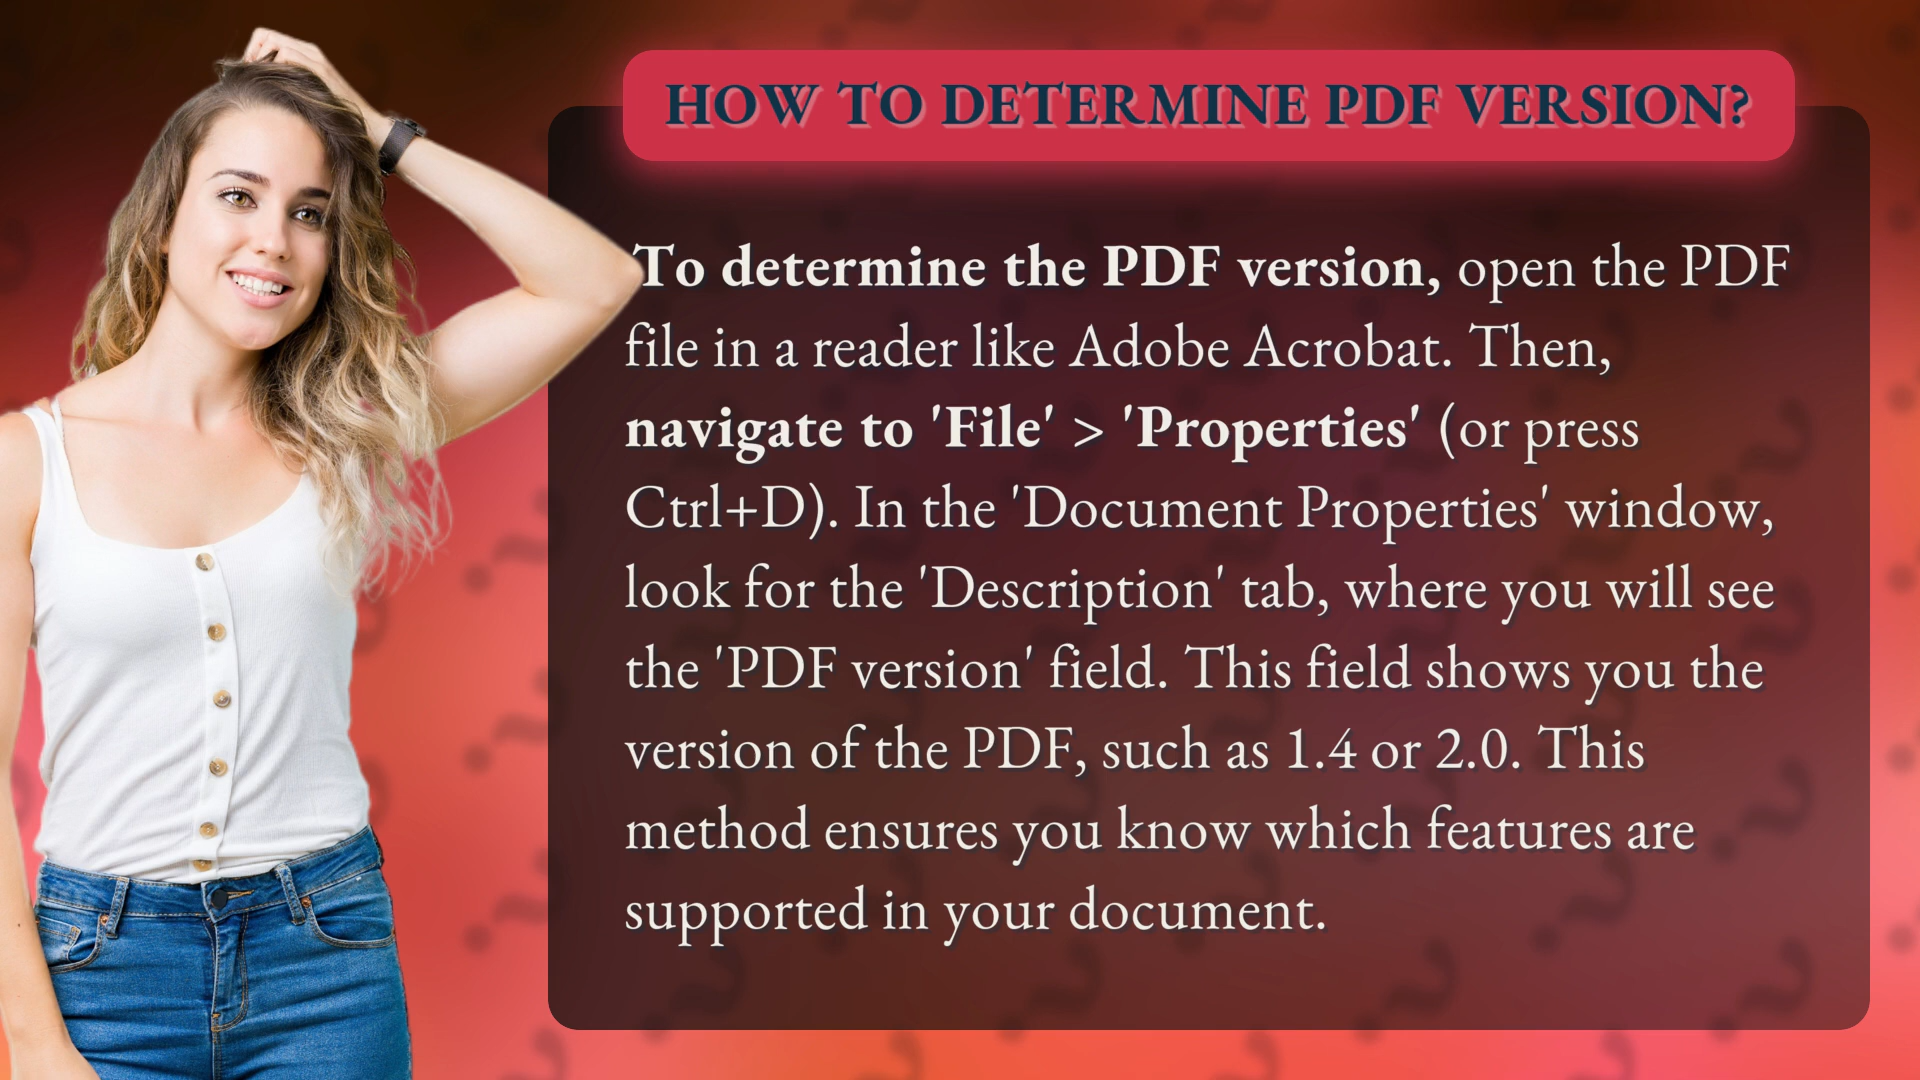 HOW TO DETERMINE PDF VERSION?
To determine the PDF version, open the PDF
file in a reader like Adobe Acrobat. Then,
navigate to 'File' > 'Properties' (or press
Ctrl+D). In the 'Document Properties' window,
look for the 'Description' tab, where you will see
the 'PDF version' field. This field shows you the
version of the PDF, such as 1.4 or 2.0. This
method ensures you know which features are
supported in your document.